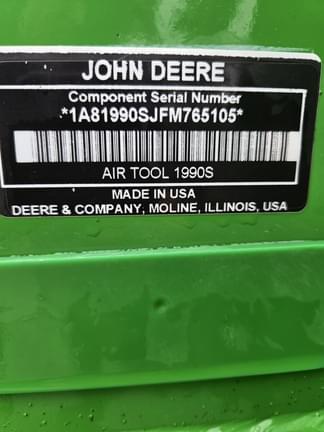 JOHN DEERE
Component Serial Number
*1A81990SJFM765105*
AIR TOOL 1990S
MADE IN USA
DEERE & COMPANY, MOLINE, ILLINOIS, USA